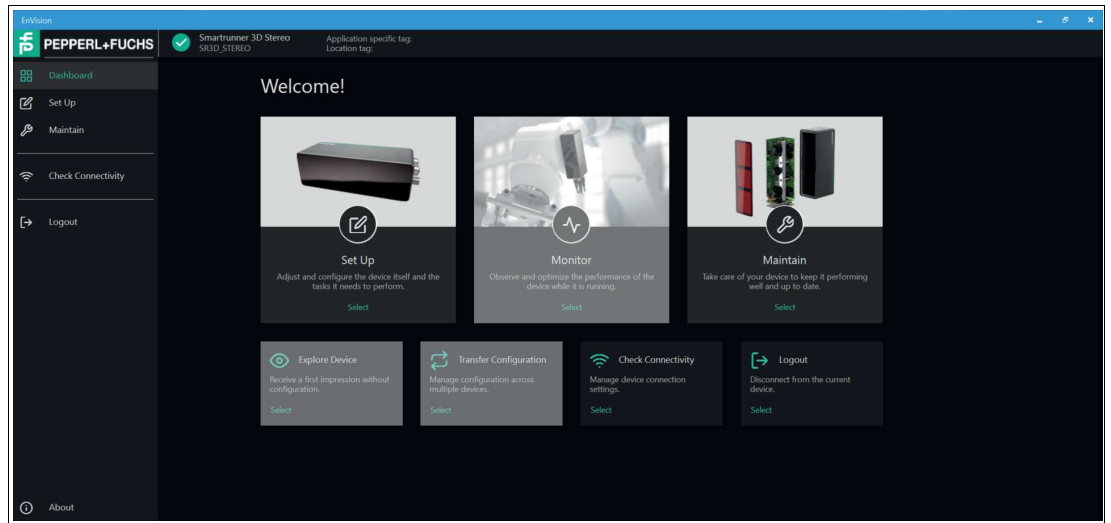 EnVision
PEPPERL+FUCHS
Smartrunner 3D Stereo
SR3D_STEREO
Application specific tag:
Location tag:
Dashboard
Set Up
Maintain
Check Connectivity
Logout
About
Welcome!
Set Up
Adjust and configure the device itself and the
tasks it needs to perform.
Select
Monitor
Observe and optimize the performance of the
device while it is running.
Select
Maintain
Take care of your device to keep it performing
well and up to date.
Select
Explore Device
Receive a first impression without
configuration.
Select
Transfer Configuration
Manage configuration across
multiple devices.
Select
Check Connectivity
Manage device connection
settings.
Select
Logout
Disconnect from the current
device.
Select